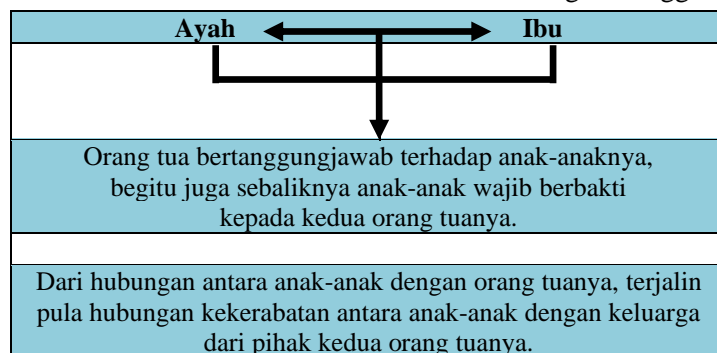 Ayah Ibu
Orang tua bertanggungjawab terhadap anak-anaknya,
begitu juga sebaliknya anak-anak wajib berbakti
kepada kedua orang tuanya.
Dari hubungan antara anak-anak dengan orang tuanya, terjalin
pula hubungan kekerabatan antara anak-anak dengan keluarga
dari pihak kedua orang tuanya.